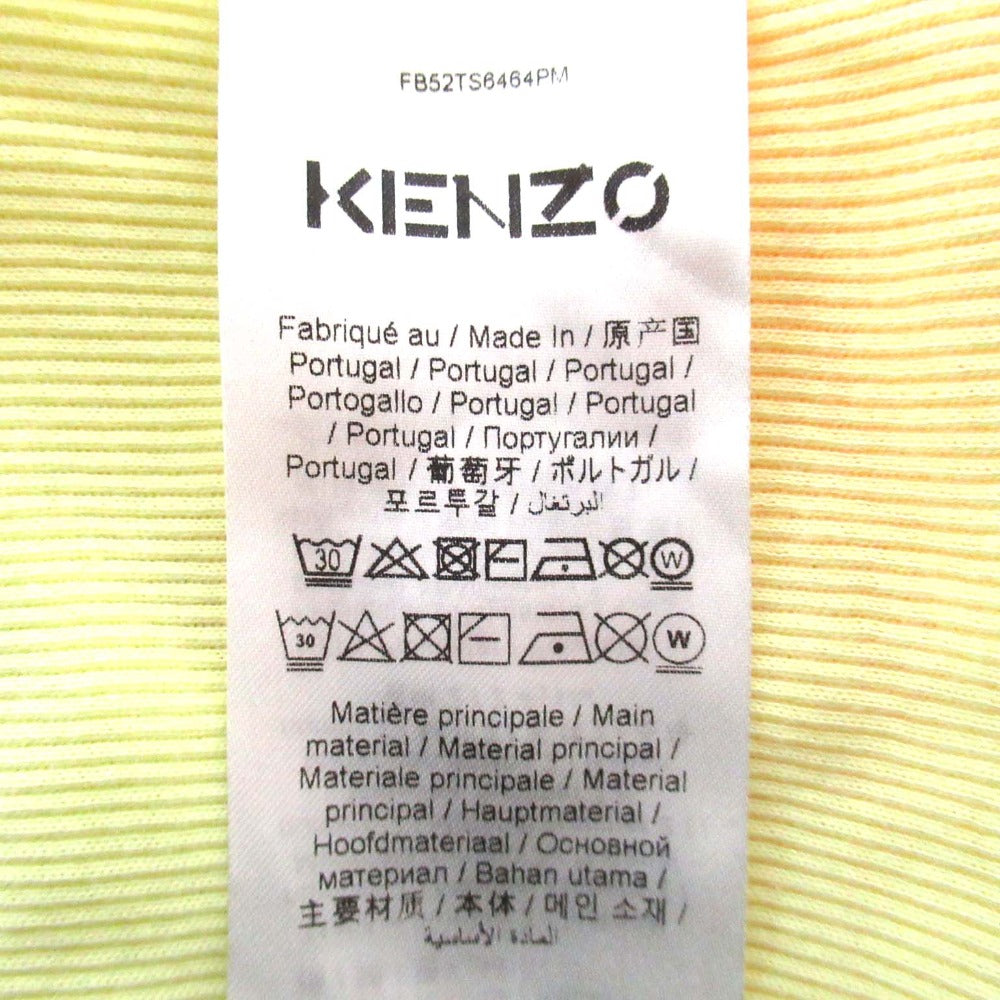 FB52TS6464PM
KENZO
Fabriqué au / Made In / 原产国
Portugal / Portugal / Portugal /
Portogallo / Portugal / Portugal
/ Portugal / Португалии /
Portugal / 葡萄牙 / ポルトガル /
포르투갈 / البرتغال
30 W
30 W
Matière principale / Main
material / Material principal /
Materiale principale / Material
principal / Hauptmaterial /
Hoofdmateriaal / Основной
материал / Bahan utama /
主要材质 / 本体 / 메인 소재 /
المادة الأساسية